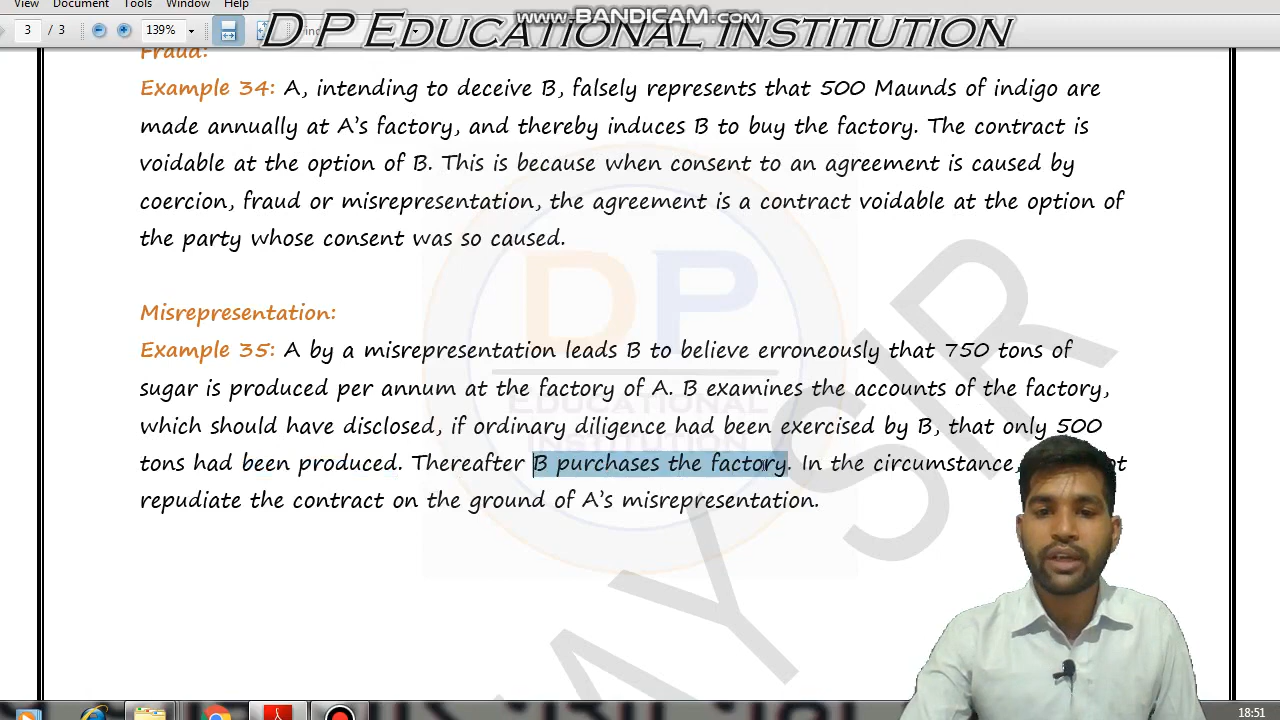 View Document Tools Window Help
www.BANDICAM.com
3 / 3 139%
D P EDUCATIONAL INSTITUTION
Fraud:
Example 34: A, intending to deceive B, falsely represents that 500 Maunds of indigo are
made annually at A's factory, and thereby induces B to buy the factory. The contract is
voidable at the option of B. This is because when consent to an agreement is caused by
coercion, fraud or misrepresentation, the agreement is a contract voidable at the option of
the party whose consent was so caused.
Misrepresentation:
Example 35: A by a misrepresentation leads B to believe erroneously that 750 tons of
sugar is produced per annum at the factory of A. B examines the accounts of the factory,
which should have disclosed, if ordinary diligence had been exercised by B, that only 500
tons had been produced. Thereafter B purchases the factory. In the circumstance,
repudiate the contract on the ground of A's misrepresentation.
DP
EDUCATIONAL
INSTITUTION
MY SIR
18:51